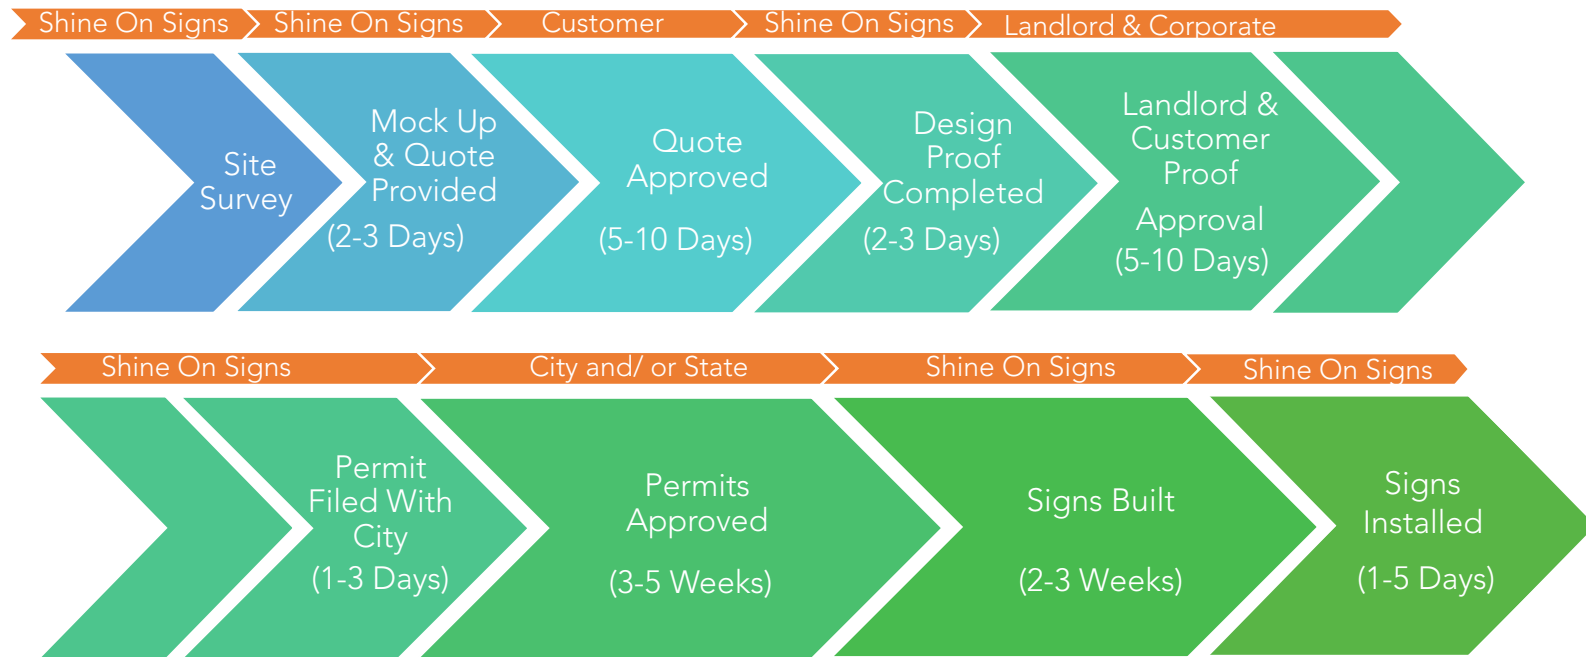 Shine On Signs
Shine On Signs
Customer
Shine On Signs
Landlord & Corporate
Site
Survey
Mock Up
& Quote
Provided
(2-3 Days)
Quote
Approved
(5-10 Days)
Design
Proof
Completed
(2-3 Days)
Landlord &
Customer
Proof
Approval
(5-10 Days)
Shine On Signs
City and/ or State
Shine On Signs
Shine On Signs
Permit
Filed With
City
(1-3 Days)
Permits
Approved
(3-5 Weeks)
Signs Built
(2-3 Weeks)
Signs
Installed
(1-5 Days)